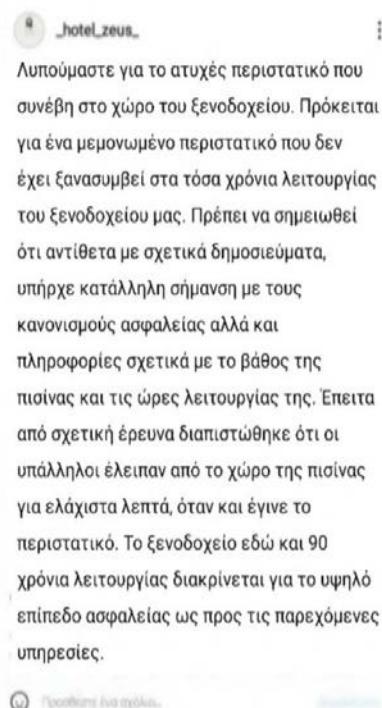 _hotel_zeus_
Λυπούμαστε για το ατυχές περιστατικό που
συνέβη στο χώρο του ξενοδοχείου. Πρόκειται
για ένα μεμονωμένο περιστατικό που δεν
έχει ξανασυμβεί στα τόσα χρόνια λειτουργίας
του ξενοδοχείου μας. Πρέπει να σημειωθεί
ότι αντίθετα με σχετικά δημοσιεύματα,
υπήρχε κατάλληλη σήμανση με τους
κανονισμούς ασφαλείας αλλά και
πληροφορίες σχετικά με το βάθος της
πισίνας και τις ώρες λειτουργίας της. Έπειτα
από σχετική έρευνα διαπιστώθηκε ότι οι
υπάλληλοι έλειπαν από το χώρο της πισίνας
για ελάχιστα λεπτά, όταν και έγινε το
περιστατικό. Το ξενοδοχείο εδώ και 90
χρόνια λειτουργίας διακρίνεται για το υψηλό
επίπεδο ασφαλείας ως προς τις παρεχόμενες
υπηρεσίες.
Προσθέστε ένα σχόλιο...